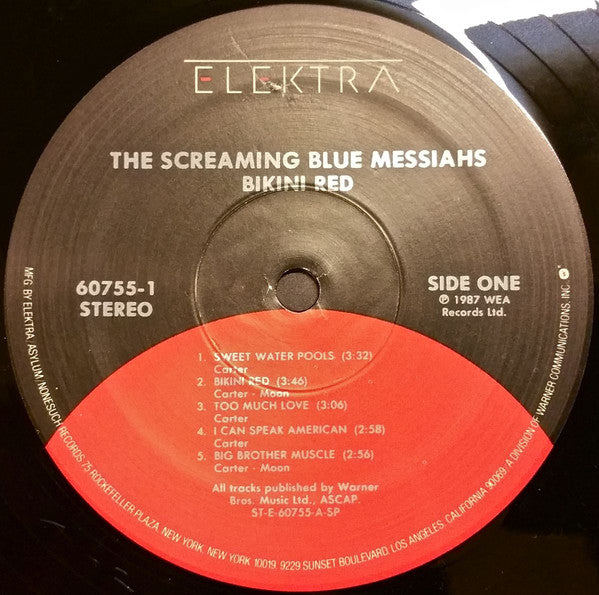 ELEKTRA
THE SCREAMING BLUE MESSIAHS
BIKINI RED
60755-1
STEREO
SIDE ONE
℗ 1987 WEA
Records Ltd.
1. SWEET WATER POOLS (3:32)
Carter
2. BIKINI RED (3:46)
Carter - Moon
3. TOO MUCH LOVE (3:06)
Carter
4. I CAN SPEAK AMERICAN (2:58)
Carter
5. BIG BROTHER MUSCLE (2:56)
Carter - Moon
All tracks published by Warner
Bros. Music Ltd., ASCAP.
ST-E-60755-A-SP
MFG. BY ELEKTRA/ASYLUM/NONESUCH RECORDS, 75 ROCKEFELLER PLAZA, NEW YORK, NEW YORK 10019. 9229 SUNSET BOULEVARD, LOS ANGELES, CALIFORNIA 90069. A DIVISION OF WARNER COMMUNICATIONS, INC.